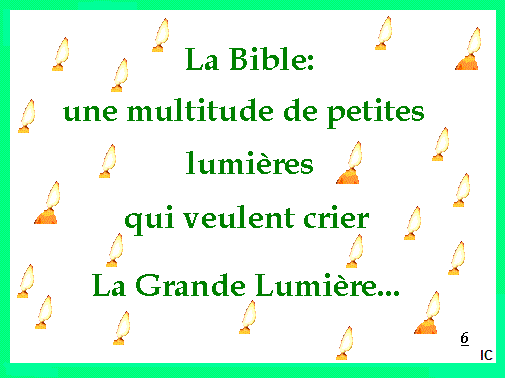 La Bible:
une multitude de petites
lumières
qui veulent crier
La Grande Lumière...
6
IC